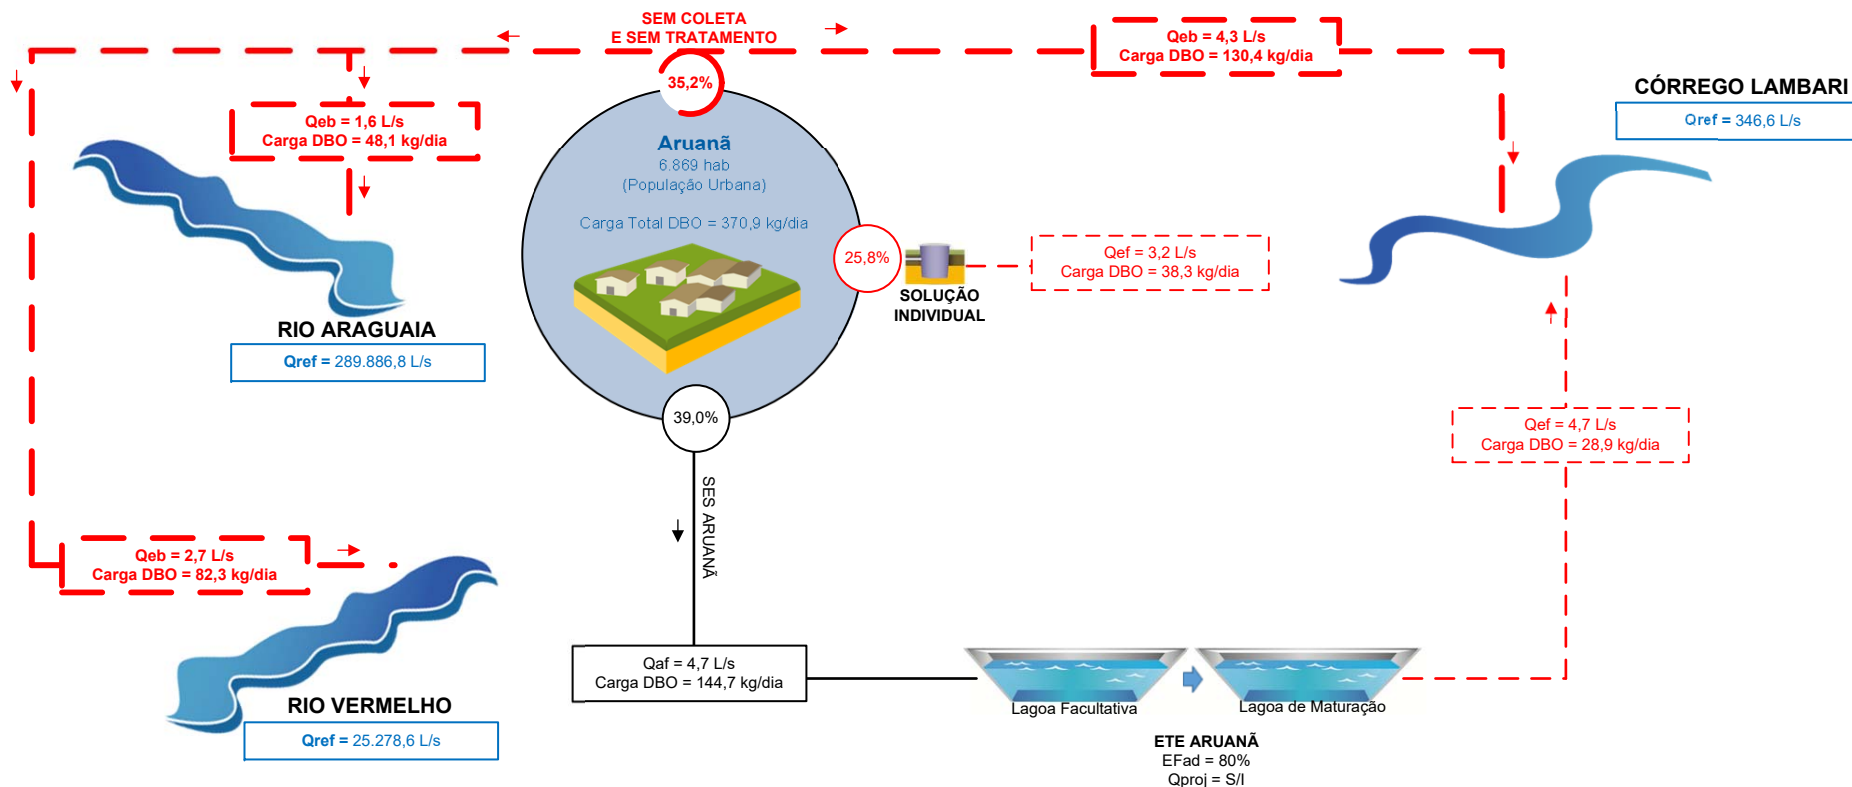 SEM COLETA
E SEM TRATAMENTO
35,2%
Qeb = 4,3 L/s
Carga DBO = 130,4 kg/dia
CÓRREGO LAMBARI
Qref = 346,6 L/s
Qeb = 1,6 L/s
Carga DBO = 48,1 kg/dia
Aruanã
6.869 hab
(População Urbana)
Carga Total DBO = 370,9 kg/dia
25,8%
SOLUÇÃO
INDIVIDUAL
Qef = 3,2 L/s
Carga DBO = 38,3 kg/dia
RIO ARAGUAIA
Qref = 289.886,8 L/s
39,0%
SES ARUANÃ
Qef = 4,7 L/s
Carga DBO = 28,9 kg/dia
Qeb = 2,7 L/s
Carga DBO = 82,3 kg/dia
RIO VERMELHO
Qref = 25.278,6 L/s
Qaf = 4,7 L/s
Carga DBO = 144,7 kg/dia
Lagoa Facultativa
Lagoa de Maturação
ETE ARUANÃ
EFad = 80%
Qproj = S/I